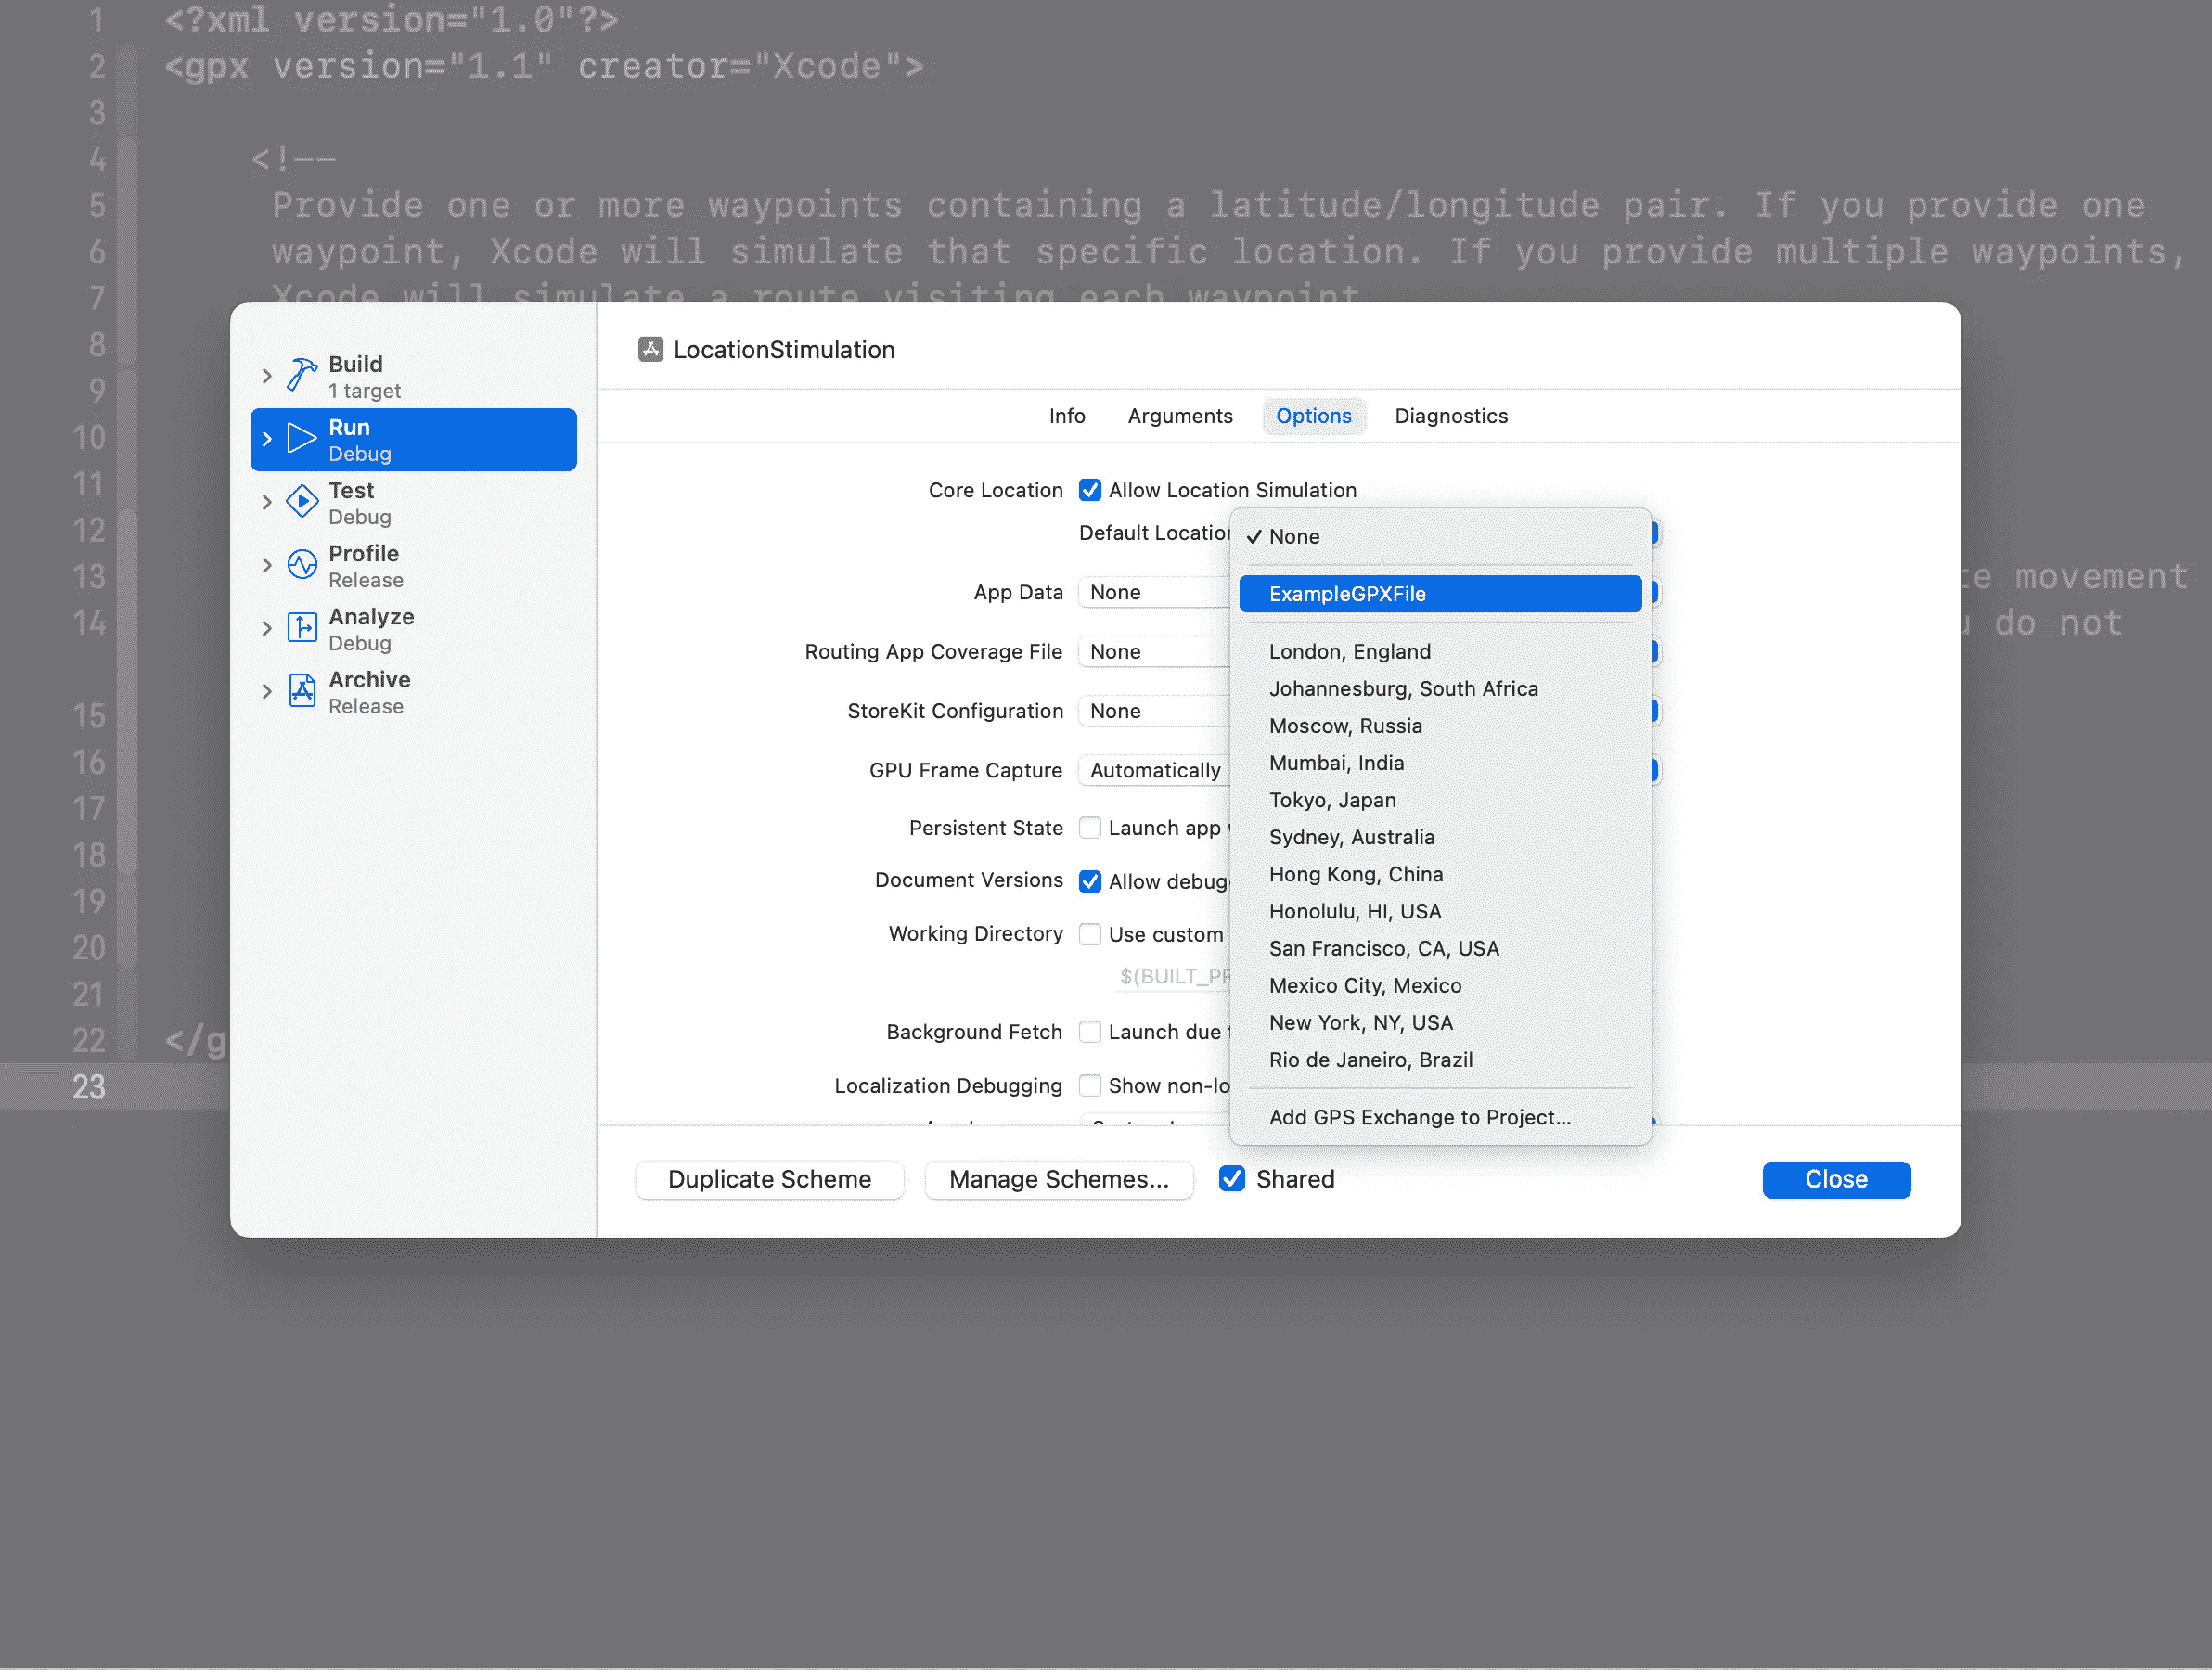 1 <?xml version="1.0"?>
2 <gpx version="1.1" creator="Xcode">
3
4 <!--
5 Provide one or more waypoints containing a latitude/longitude pair. If you provide one
6 waypoint, Xcode will simulate that specific location. If you provide multiple waypoints,
7 Xcode will simulate a route visiting each waypoint
8
9
10
11
12
13 te movement
14 do not
15
16
17
18
19
20
21
22 </g
23
Build
1 target
Run
Debug
Test
Debug
Profile
Release
Analyze
Debug
Archive
Release
LocationStimulation
Info Arguments Options Diagnostics
Core Location Allow Location Simulation
Default Location
App Data None
Routing App Coverage File None
StoreKit Configuration None
GPU Frame Capture Automatically
Persistent State Launch app
Document Versions Allow debug
Working Directory Use custom
$(BUILT_PR
Background Fetch Launch due
Localization Debugging Show non-lo
✓ None
ExampleGPXFile
London, England
Johannesburg, South Africa
Moscow, Russia
Mumbai, India
Tokyo, Japan
Sydney, Australia
Hong Kong, China
Honolulu, HI, USA
San Francisco, CA, USA
Mexico City, Mexico
New York, NY, USA
Rio de Janeiro, Brazil
Add GPS Exchange to Project...
Duplicate Scheme Manage Schemes... Shared Close